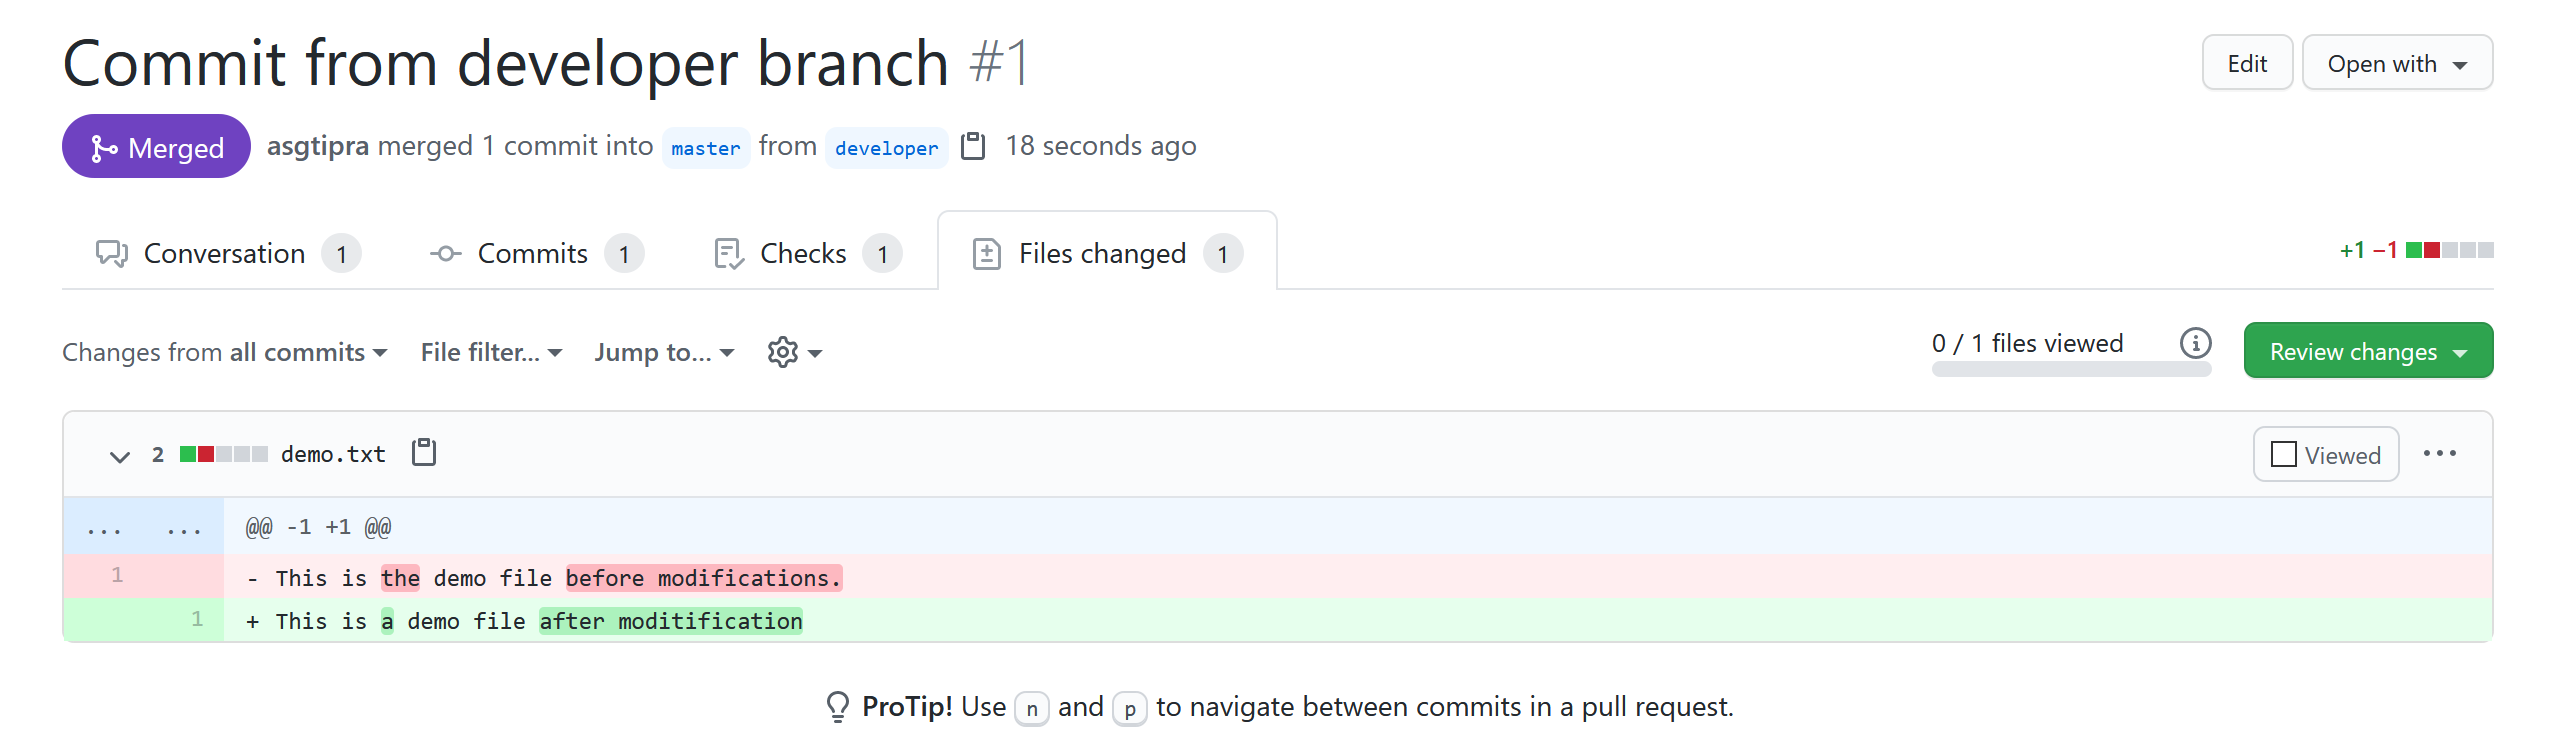 Commit from developer branch #1
Edit
Open with
Merged
asgtipra merged 1 commit into master from developer 18 seconds ago
Conversation 1
Commits 1
Checks 1
Files changed 1
+1 −1
Changes from all commits
File filter...
Jump to...
0 / 1 files viewed
Review changes
2 demo.txt
Viewed
... ... @@ -1 +1 @@
1 - This is the demo file before modifications.
1 + This is a demo file after moditification
ProTip! Use n and p to navigate between commits in a pull request.